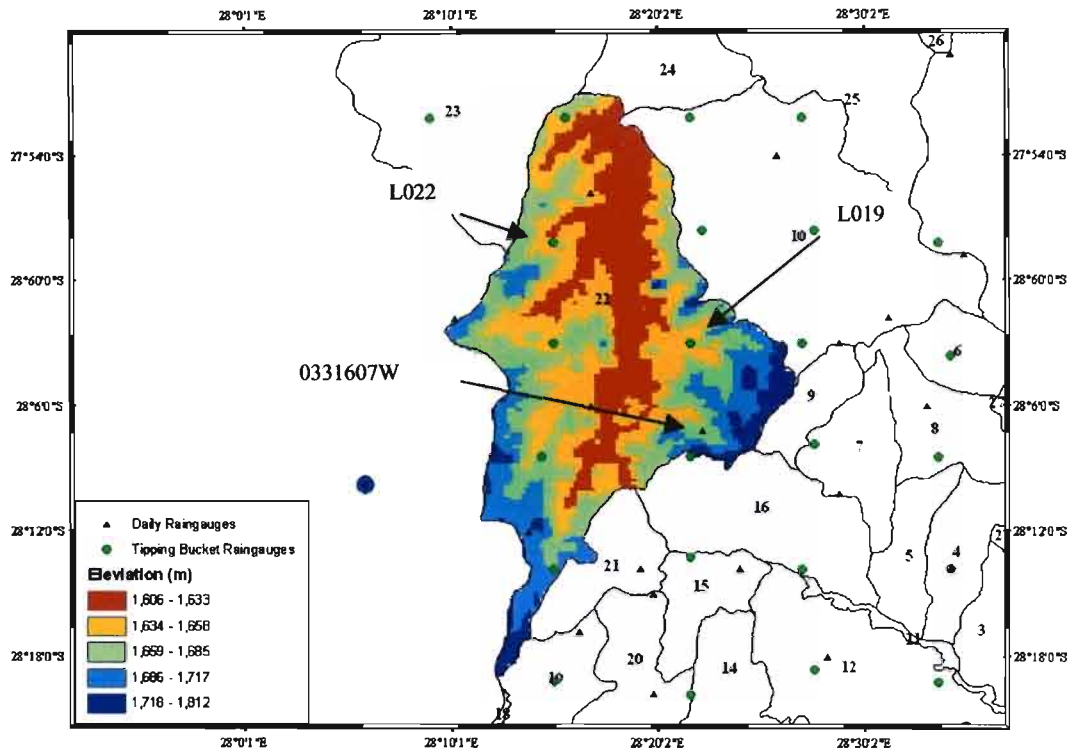 28°0'1"E 28°10'1"E 28°20'2"E 28°30'2"E
26
24
23
25
27°54'0"S 27°54'0"S
L022
L019
10
28°60'0"S 28°60'0"S
22
6
0331607W
9
28°6'0"S 28°6'0"S
8
7
16
Daily Raingauges
28°12'0"S 28°12'0"S
Tipping Bucket Raingauges
5
4
2
Elevation (m)
21
15
1,606 - 1,633
1,634 - 1,658
3
11
1,659 - 1,685
28°18'0"S
20
14
12
1,686 - 1,717
19
1,718 - 1,812
18
28°0'1"E 28°10'1"E 28°20'2"E 28°30'2"E